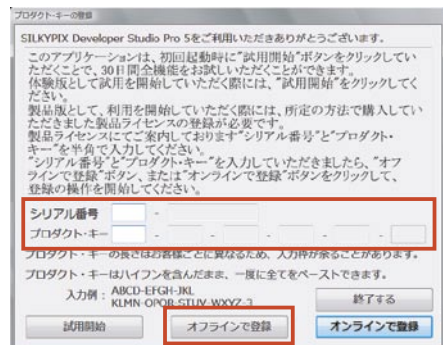 プロダクト・キーの登録
SILKYPIX Developer Studio Pro 5をご利用いただきありがとうございます。
このアプリケーションは、初回起動時に"試用開始"ボタンをクリックしてい
ただくことで、30日間全機能をお試しいただくことができます。
体験版として試用を開始していただく際には、"試用開始"をクリックしてく
ださい。
製品版として、利用を開始していただく際には、所定の方法で購入してい
ただきました製品ライセンスの登録が必要です。
製品ライセンスにてご案内しております"シリアル番号"と"プロダクト・
キー"を半角で入力してください。
"シリアル番号"と"プロダクト・キー"を入力していただきましたら、"オフ
ラインで登録"ボタン、または"オンラインで登録"ボタンをクリックして、
登録の操作を開始してください。
シリアル番号 -
プロダクト・キー - - - - -
プロダクト・キーの長さはお客様ごとに異なるため、入力枠が余ることがあります。
プロダクト・キーはハイフンを含んだまま、一度に全てをペーストできます。
入力例 : ABCD-EFGH-JKL
KLMN-OPQR-STUV-WXYZ-3
終了する
試用開始 オフラインで登録 オンラインで登録